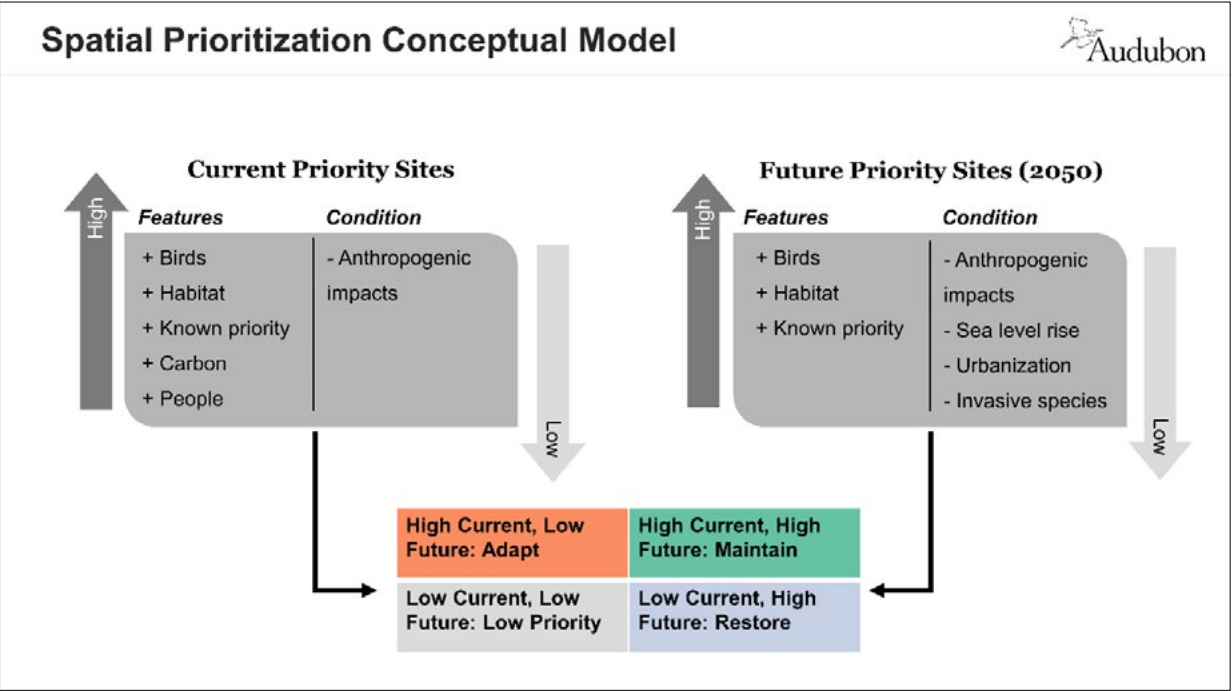 Spatial Prioritization Conceptual Model
Audubon
Current Priority Sites
High
Features
Condition
+ Birds
+ Habitat
+ Known priority
+ Carbon
+ People
- Anthropogenic
impacts
Low
Future Priority Sites (2050)
High
Features
Condition
+ Birds
+ Habitat
+ Known priority
- Anthropogenic
impacts
- Sea level rise
- Urbanization
- Invasive species
Low
High Current, Low
Future: Adapt
High Current, High
Future: Maintain
Low Current, Low
Future: Low Priority
Low Current, High
Future: Restore